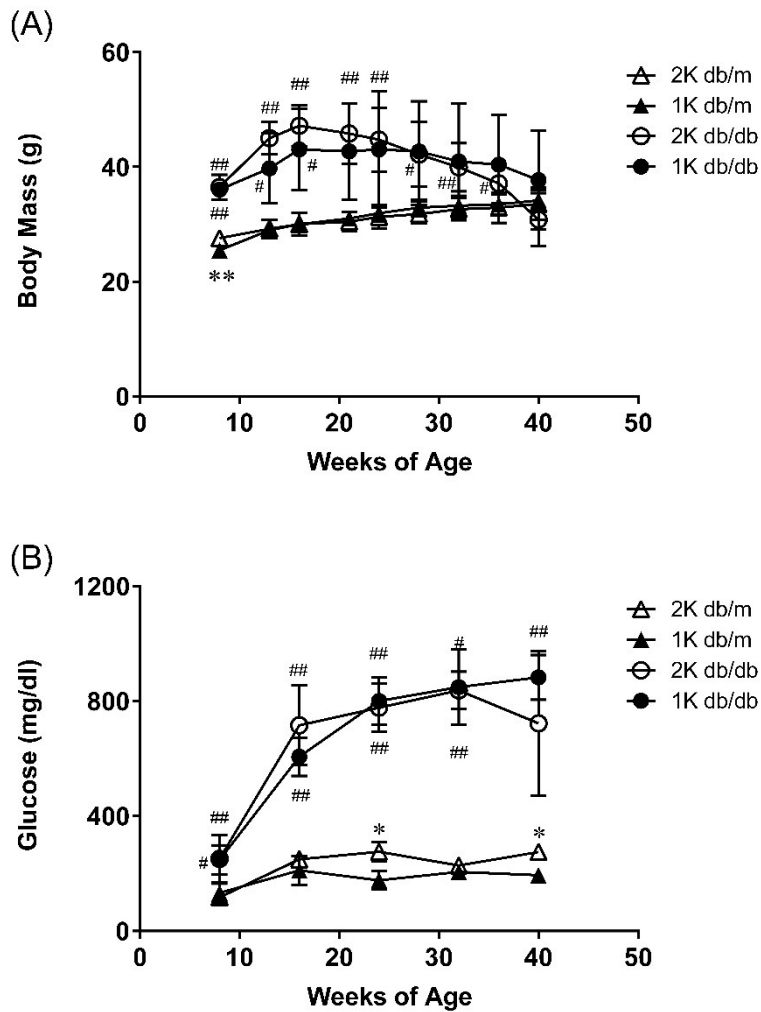 (A)
60
40
20
0
Body Mass (g)
## ## ## ## ##
# # # ## #
##
**
0 10 20 30 40 50
Weeks of Age
2K db/m
1K db/m
2K db/db
1K db/db
(B)
1200
800
400
0
Glucose (mg/dl)
## ## ## # ##
# ## ## ##
* *
0 10 20 30 40 50
Weeks of Age
2K db/m
1K db/m
2K db/db
1K db/db